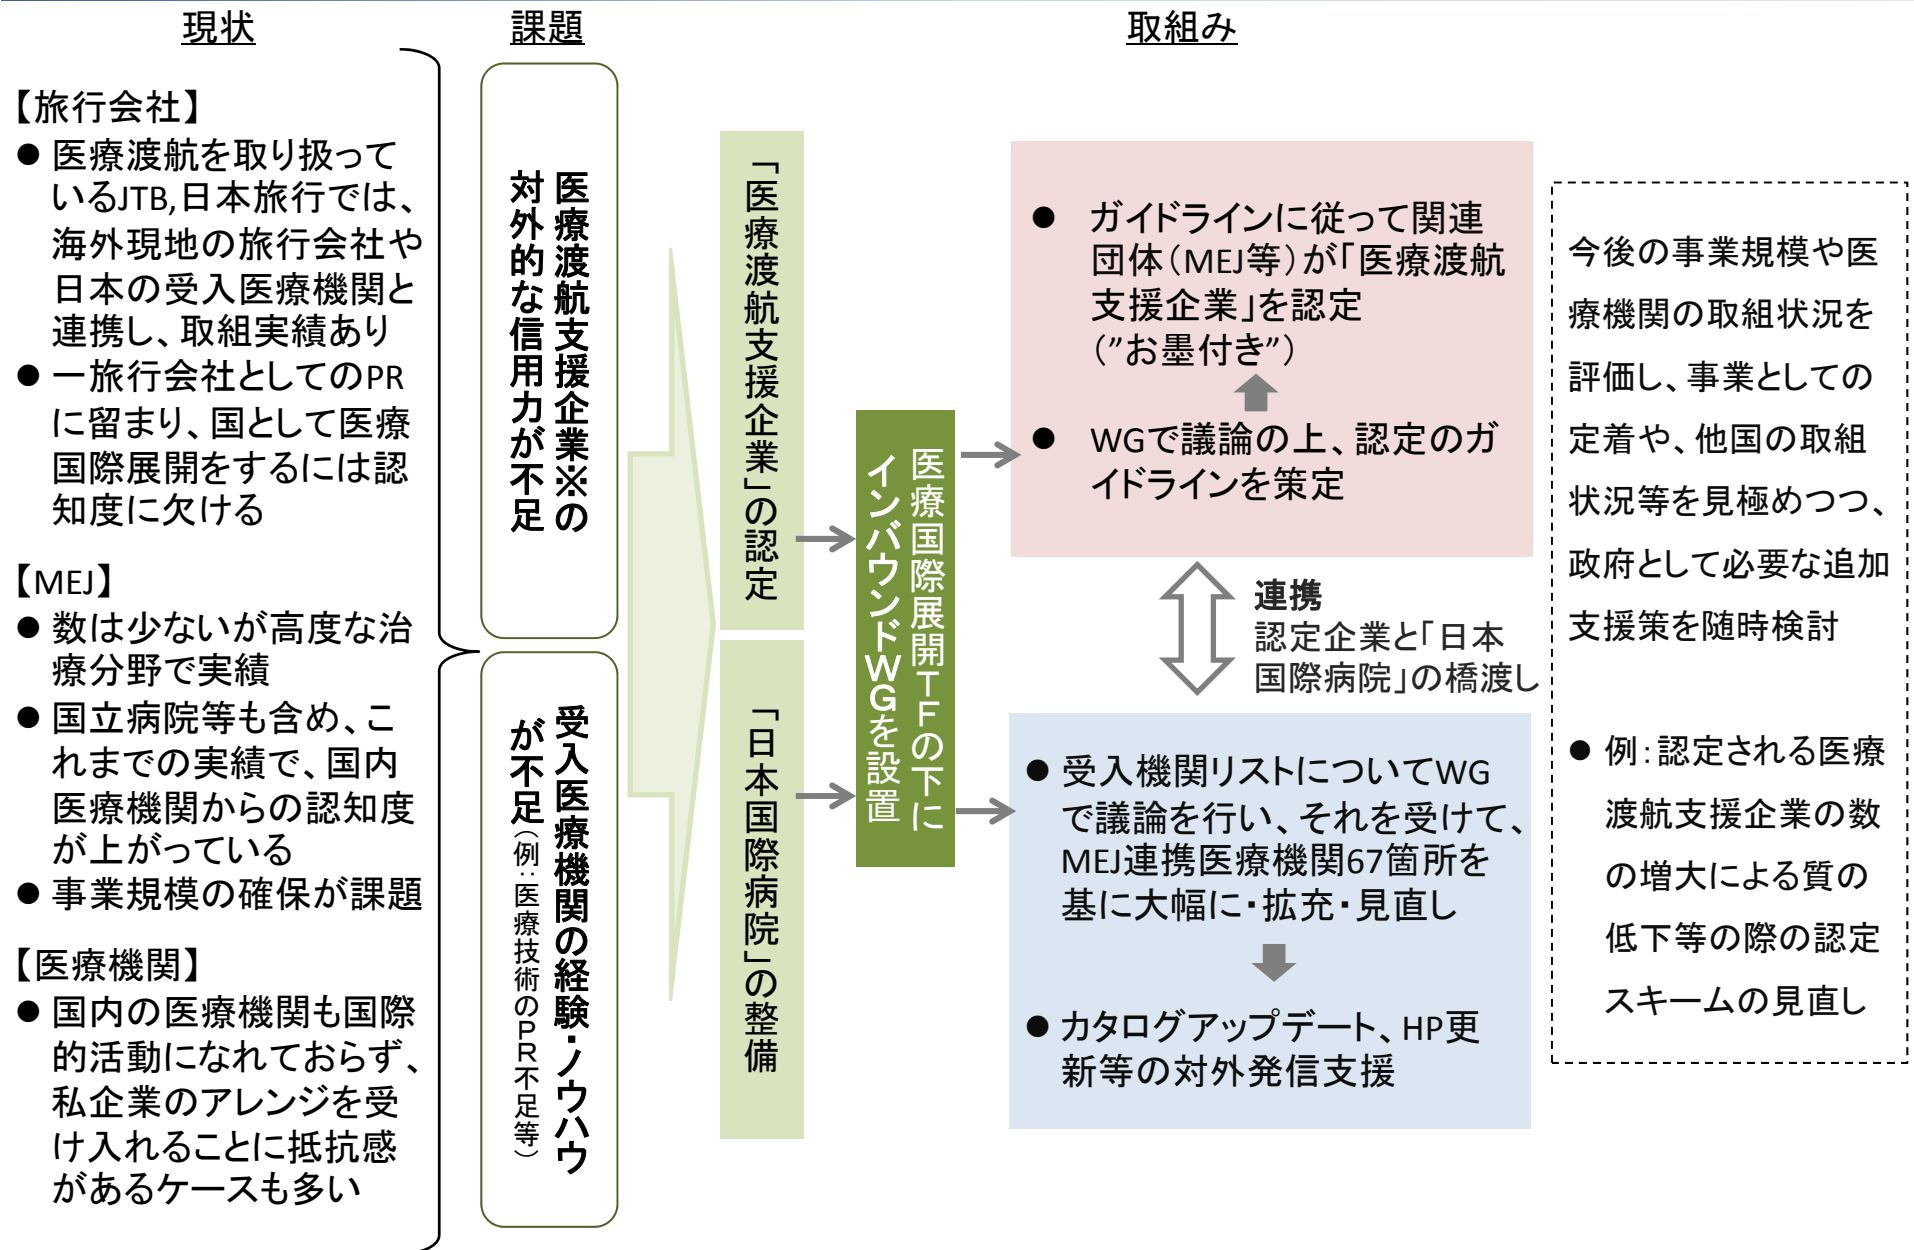 現状
課題
取組み
【旅行会社】
● 医療渡航を取り扱って
いるJTB,日本旅行では、
海外現地の旅行会社や
日本の受入医療機関と
連携し、取組実績あり
● 一旅行会社としてのPR
に留まり、国として医療
国際展開をするには認
知度に欠ける
【MEJ】
● 数は少ないが高度な治
療分野で実績
● 国立病院等も含め、こ
れまでの実績で、国内
医療機関からの認知度
が上がっている
● 事業規模の確保が課題
【医療機関】
● 国内の医療機関も国際
的活動になれておらず、
私企業のアレンジを受
け入れることに抵抗感
があるケースも多い
医療渡航支援企業※の
対外的な信用力が不足
受入医療機関の経験・ノウハウ
が不足（例：医療技術のPR不足等）
「医療渡航支援企業」の認定
「日本国際病院」の整備
医療国際展開TFの下に
インバウンドWGを設置
● ガイドラインに従って関連
団体（MEJ等）が「医療渡航
支援企業」を認定
（”お墨付き”）
● WGで議論の上、認定のガ
イドラインを策定
連携
認定企業と「日本
国際病院」の橋渡し
● 受入機関リストについてWG
で議論を行い、それを受けて、
MEJ連携医療機関67箇所を
基に大幅に・拡充・見直し
● カタログアップデート、HP更
新等の対外発信支援
今後の事業規模や医
療機関の取組状況を
評価し、事業としての
定着や、他国の取組
状況等を見極めつつ、
政府として必要な追加
支援策を随時検討
● 例：認定される医療
渡航支援企業の数
の増大による質の
低下等の際の認定
スキームの見直し